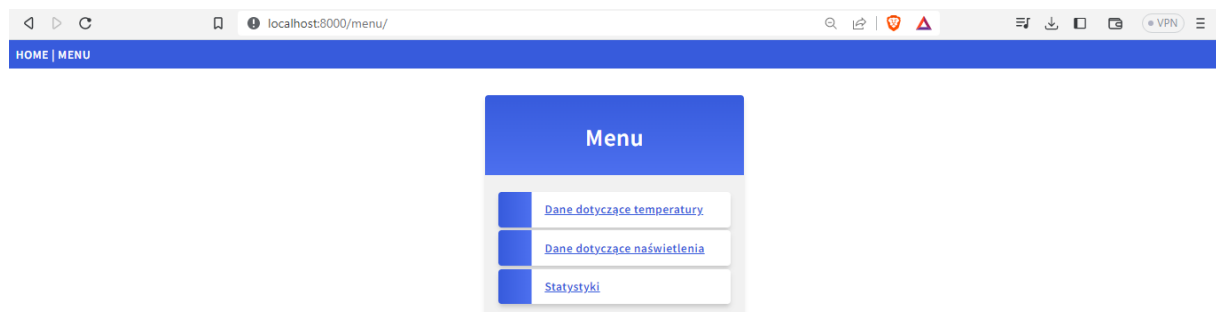 localhost:8000/menu/
VPN
HOME | MENU
Menu
Dane dotyczące temperatury
Dane dotyczące naświetlenia
Statystyki